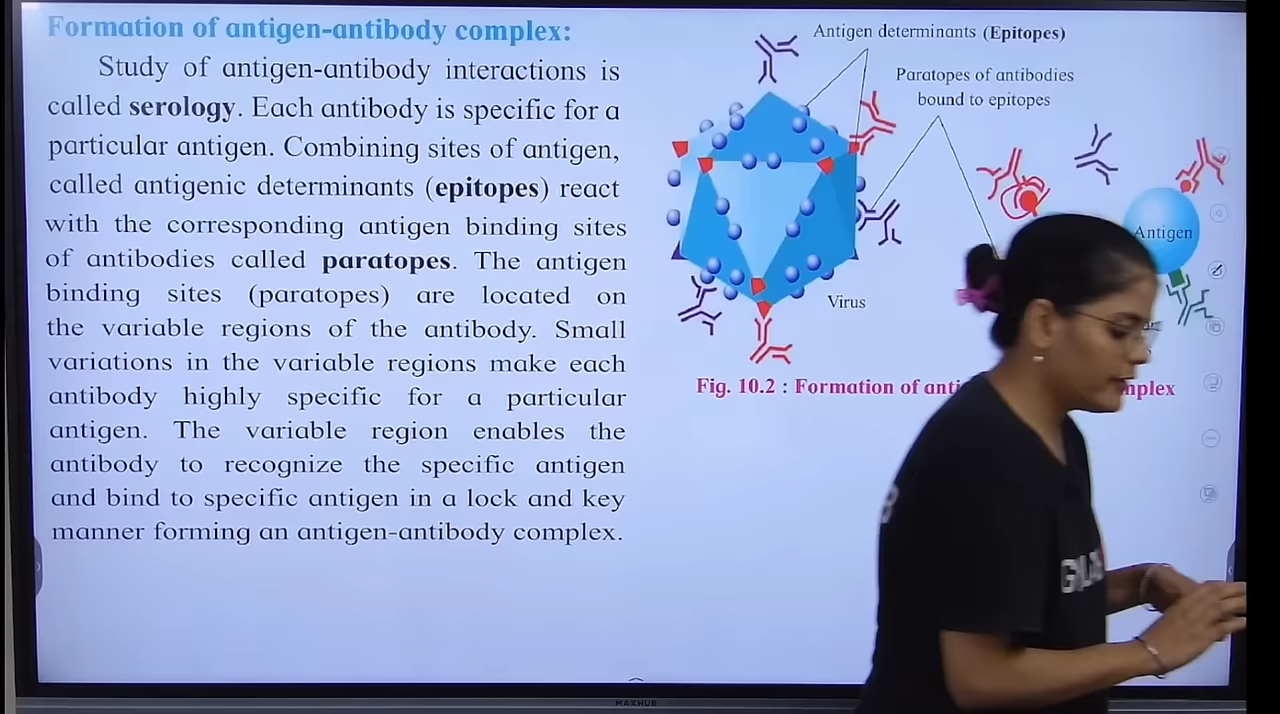 Formation of antigen-antibody complex:
Study of antigen-antibody interactions is
called serology. Each antibody is specific for a
particular antigen. Combining sites of antigen,
called antigenic determinants (epitopes) react
with the corresponding antigen binding sites
of antibodies called paratopes. The antigen
binding sites (paratopes) are located on
the variable regions of the antibody. Small
variations in the variable regions make each
antibody highly specific for a particular
antigen. The variable region enables the
antibody to recognize the specific antigen
and bind to specific antigen in a lock and key
manner forming an antigen-antibody complex.
Antigen determinants (Epitopes)
Paratopes of antibodies
bound to epitopes
Antigen
Virus
Fig. 10.2 : Formation of
MAXHUB